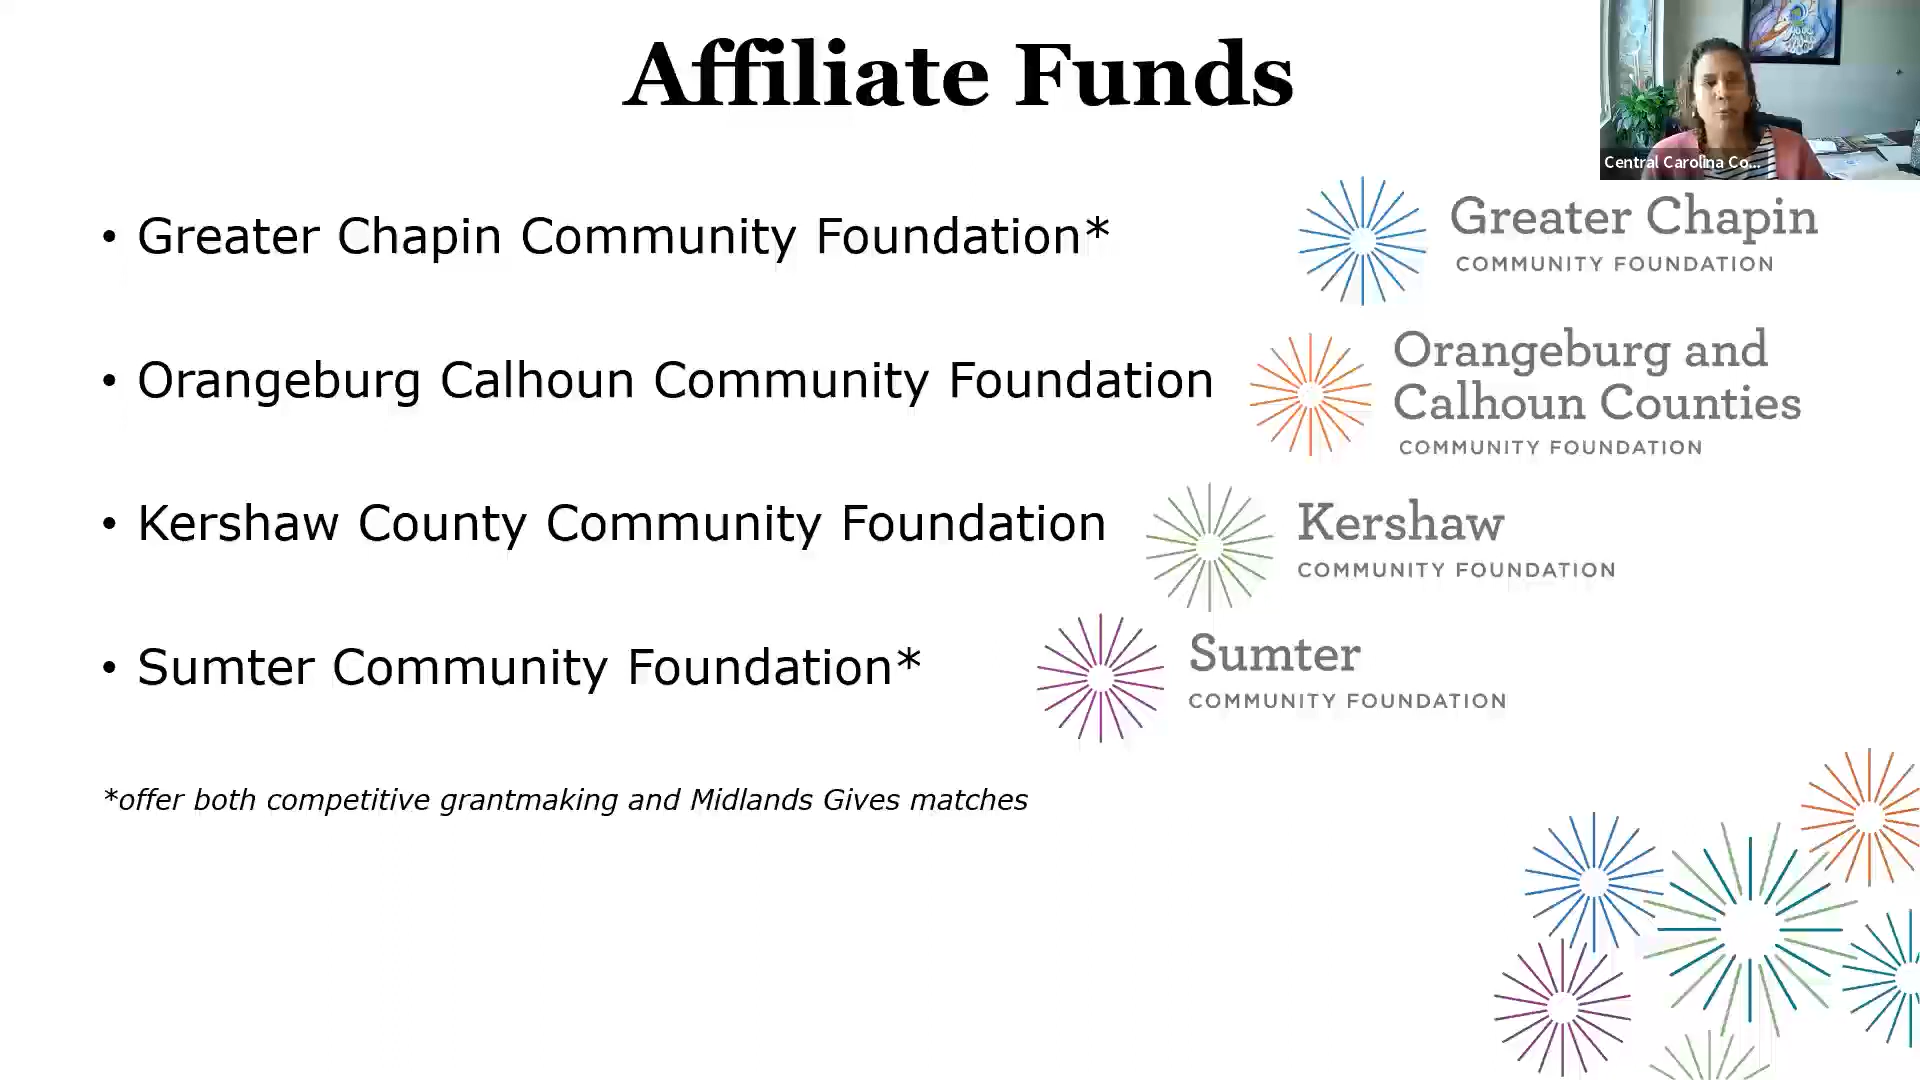 Affiliate Funds
Central Carolina Co...
• Greater Chapin Community Foundation*
Greater Chapin
COMMUNITY FOUNDATION
• Orangeburg Calhoun Community Foundation
Orangeburg and
Calhoun Counties
COMMUNITY FOUNDATION
• Kershaw County Community Foundation
Kershaw
COMMUNITY FOUNDATION
• Sumter Community Foundation*
Sumter
COMMUNITY FOUNDATION
*offer both competitive grantmaking and Midlands Gives matches